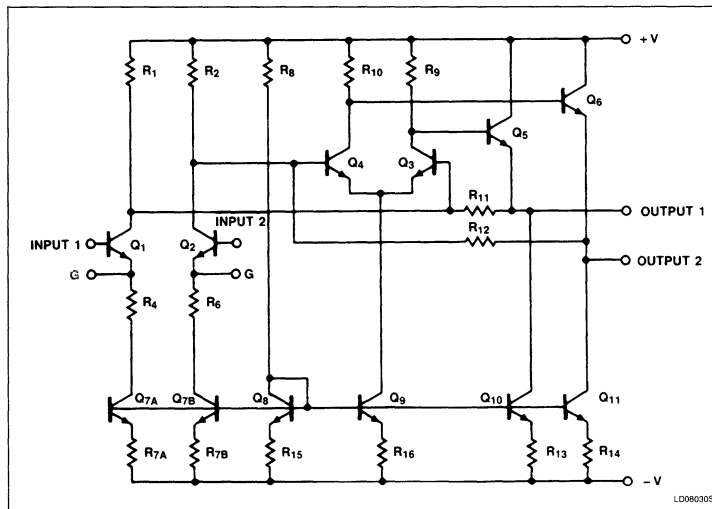 +V
R1 R2 R8 R10 R9
Q6
Q5
Q4 Q3
R11
OUTPUT 1
INPUT 2
R12
INPUT 1 Q1 Q2
OUTPUT 2
G G
R4 R6
Q7A Q7B Q8 Q9 Q10 Q11
R7A R7B R15 R16 R13 R14
−V
LD08030S